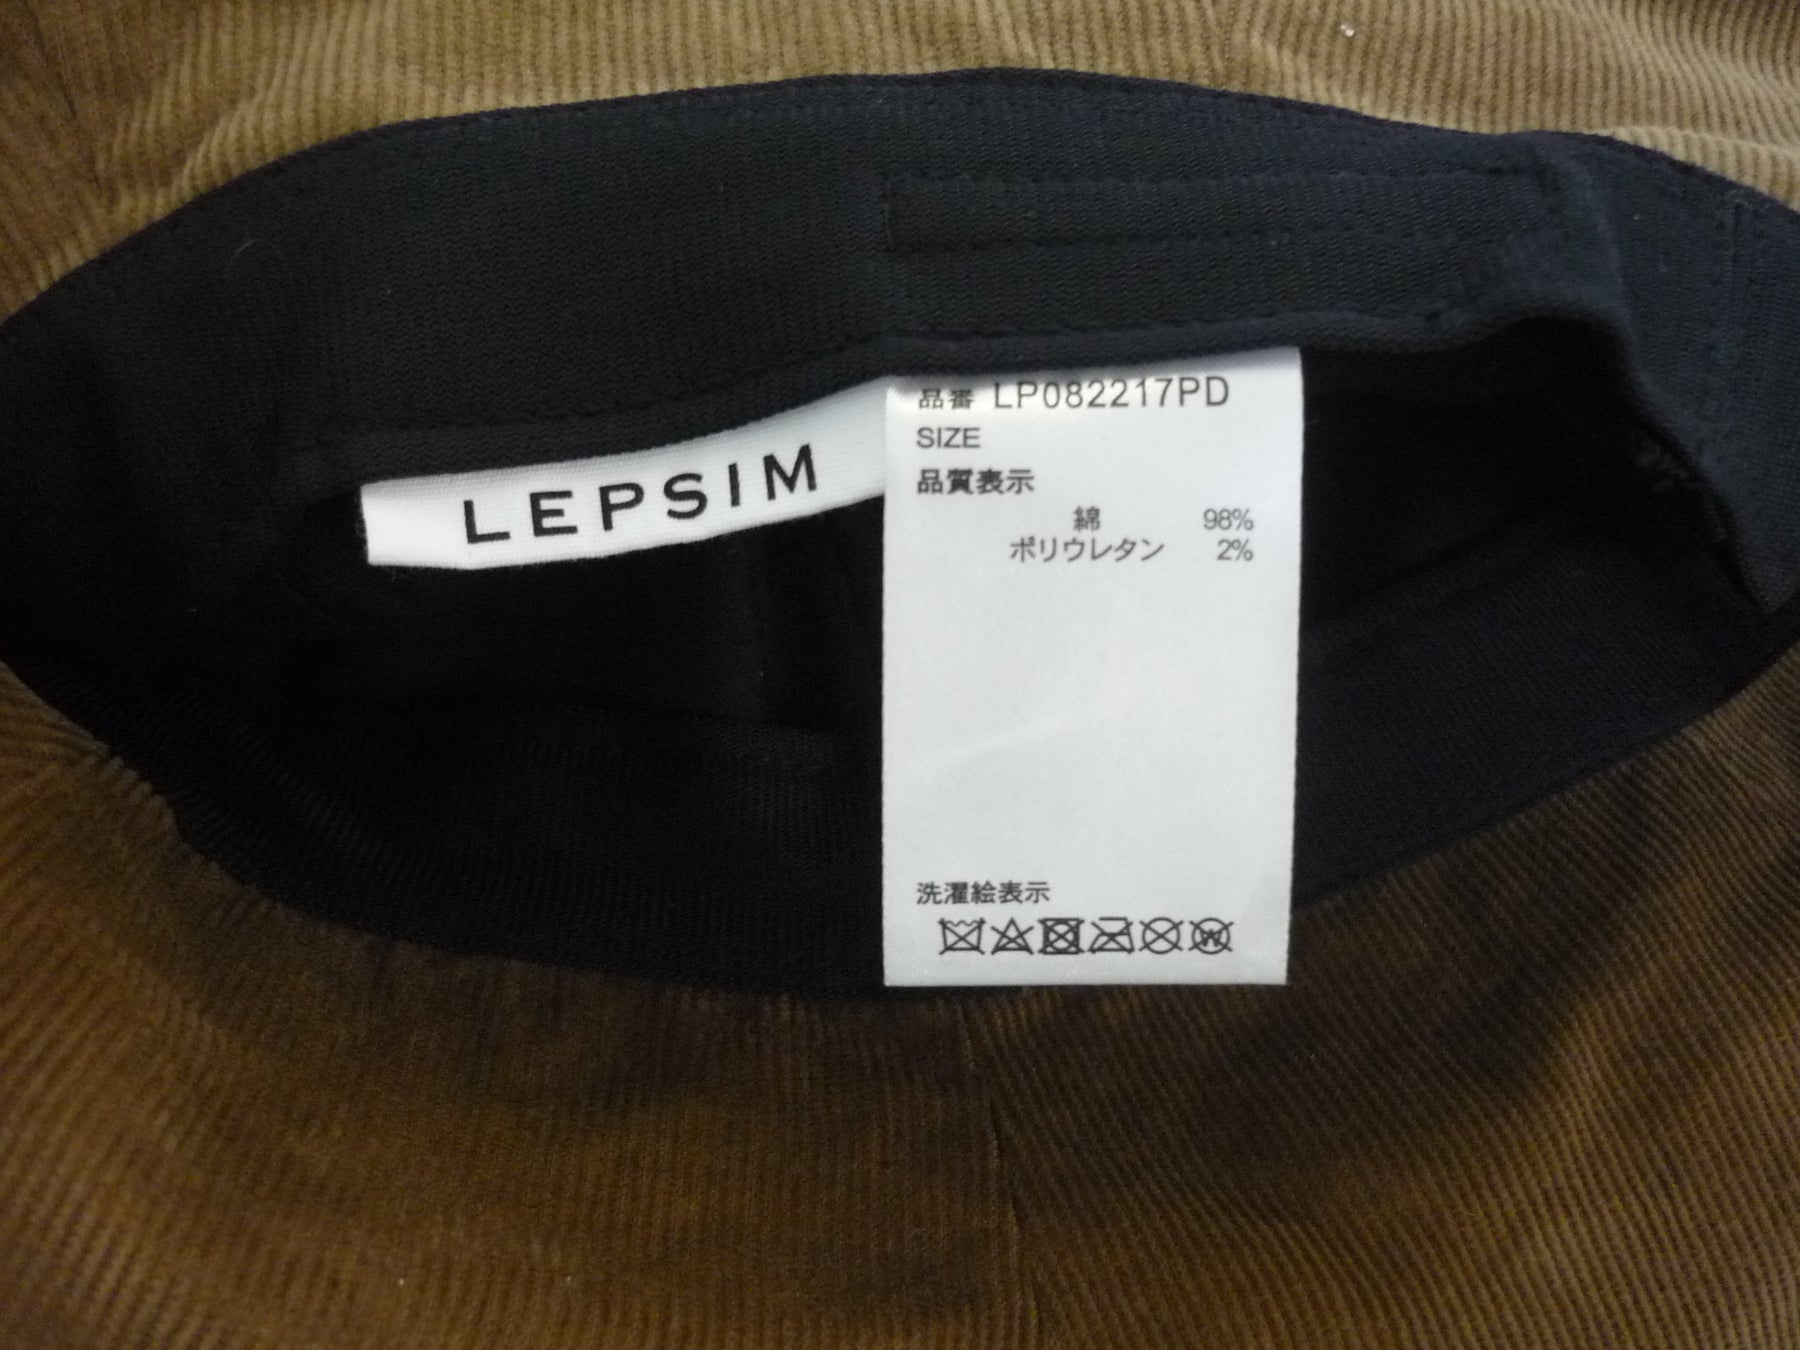 LEPSIM
品番 LP082217PD
SIZE
品質表示
綿 98%
ポリウレタン 2%
洗濯絵表示
W